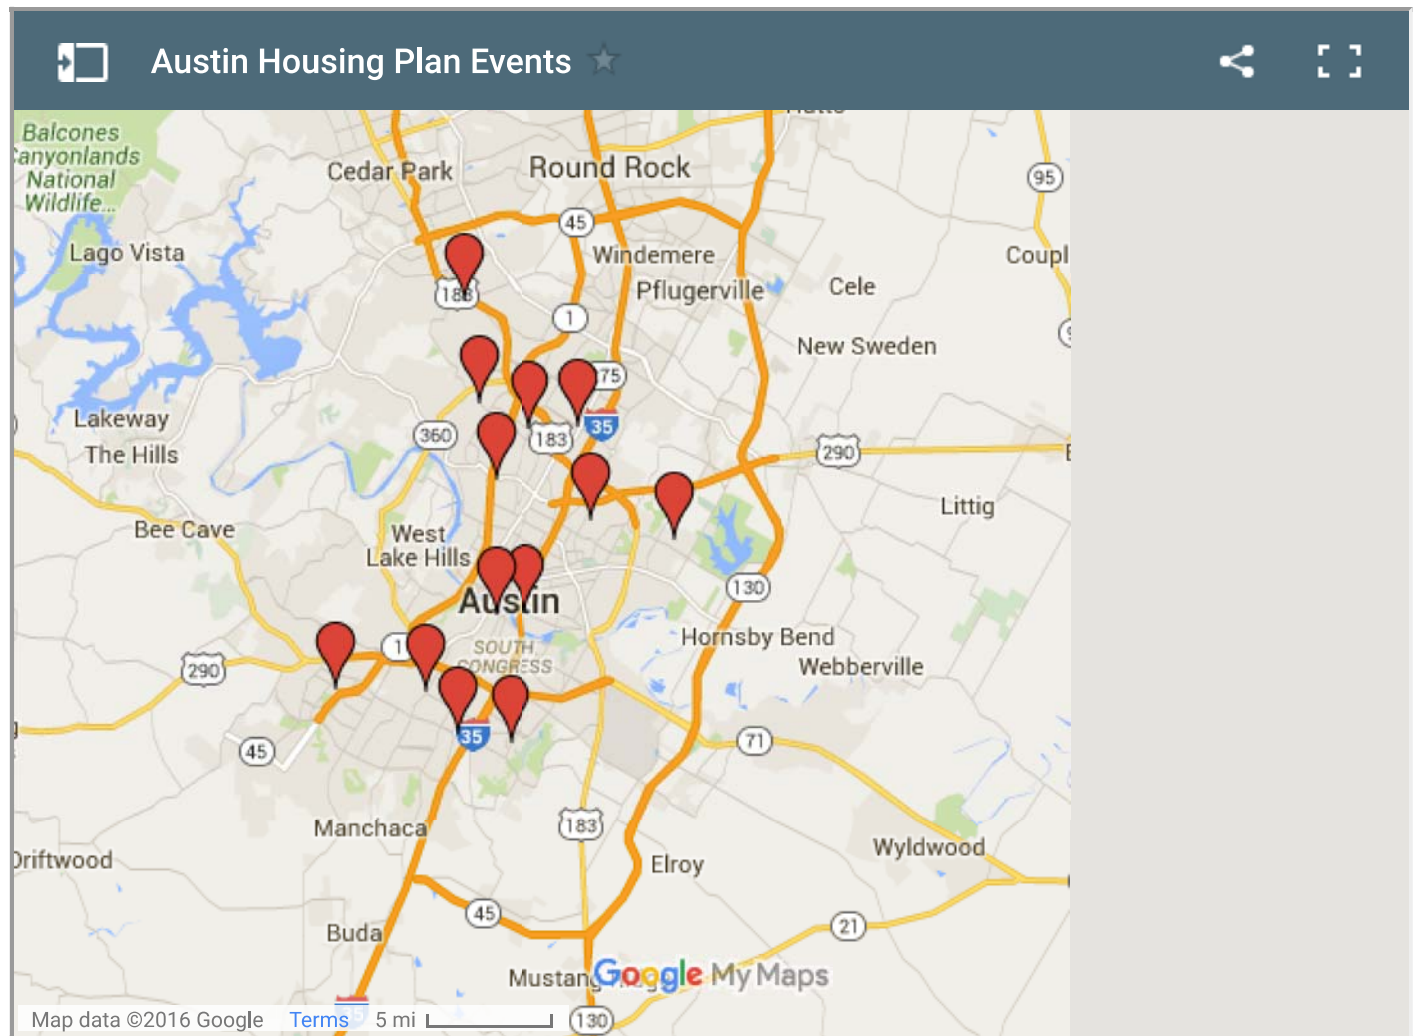 Austin Housing Plan Events
Balcones
Canyonlands
National
Wildlife...
Cedar Park
Round Rock
95
45
Lago Vista
Windemere
Coupl
183
Pflugerville
Cele
1
New Sweden
275
Lakeway
360
183
35
The Hills
290
Littig
Bee Cave
West
Lake Hills
130
Austin
Hornsby Bend
SOUTH
CONGRESS
290
Webberville
35
71
45
183
Manchaca
Wyldwood
Driftwood
Elroy
45
21
Buda
Mustang
Google My Maps
35
Map data ©2016 Google Terms 5 mi
130